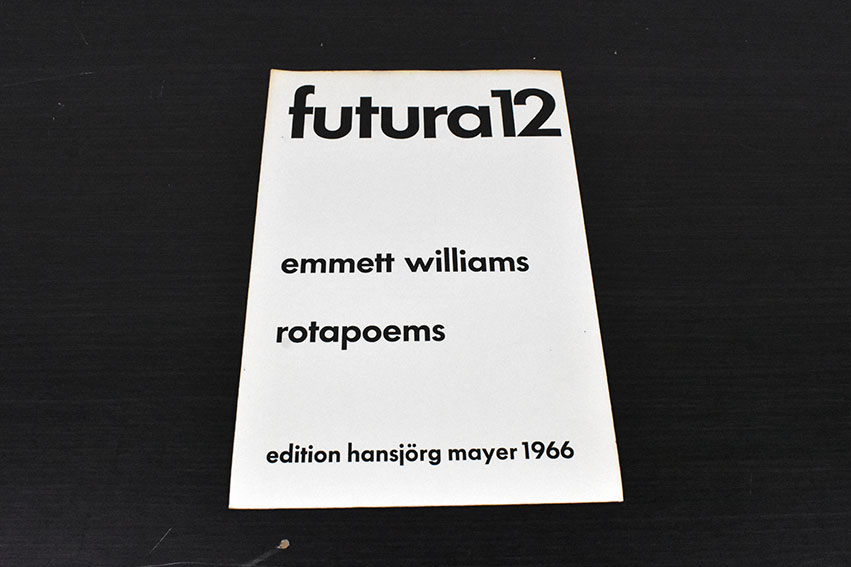 futura12
emmett williams
rotapoems
edition hansjörg mayer 1966